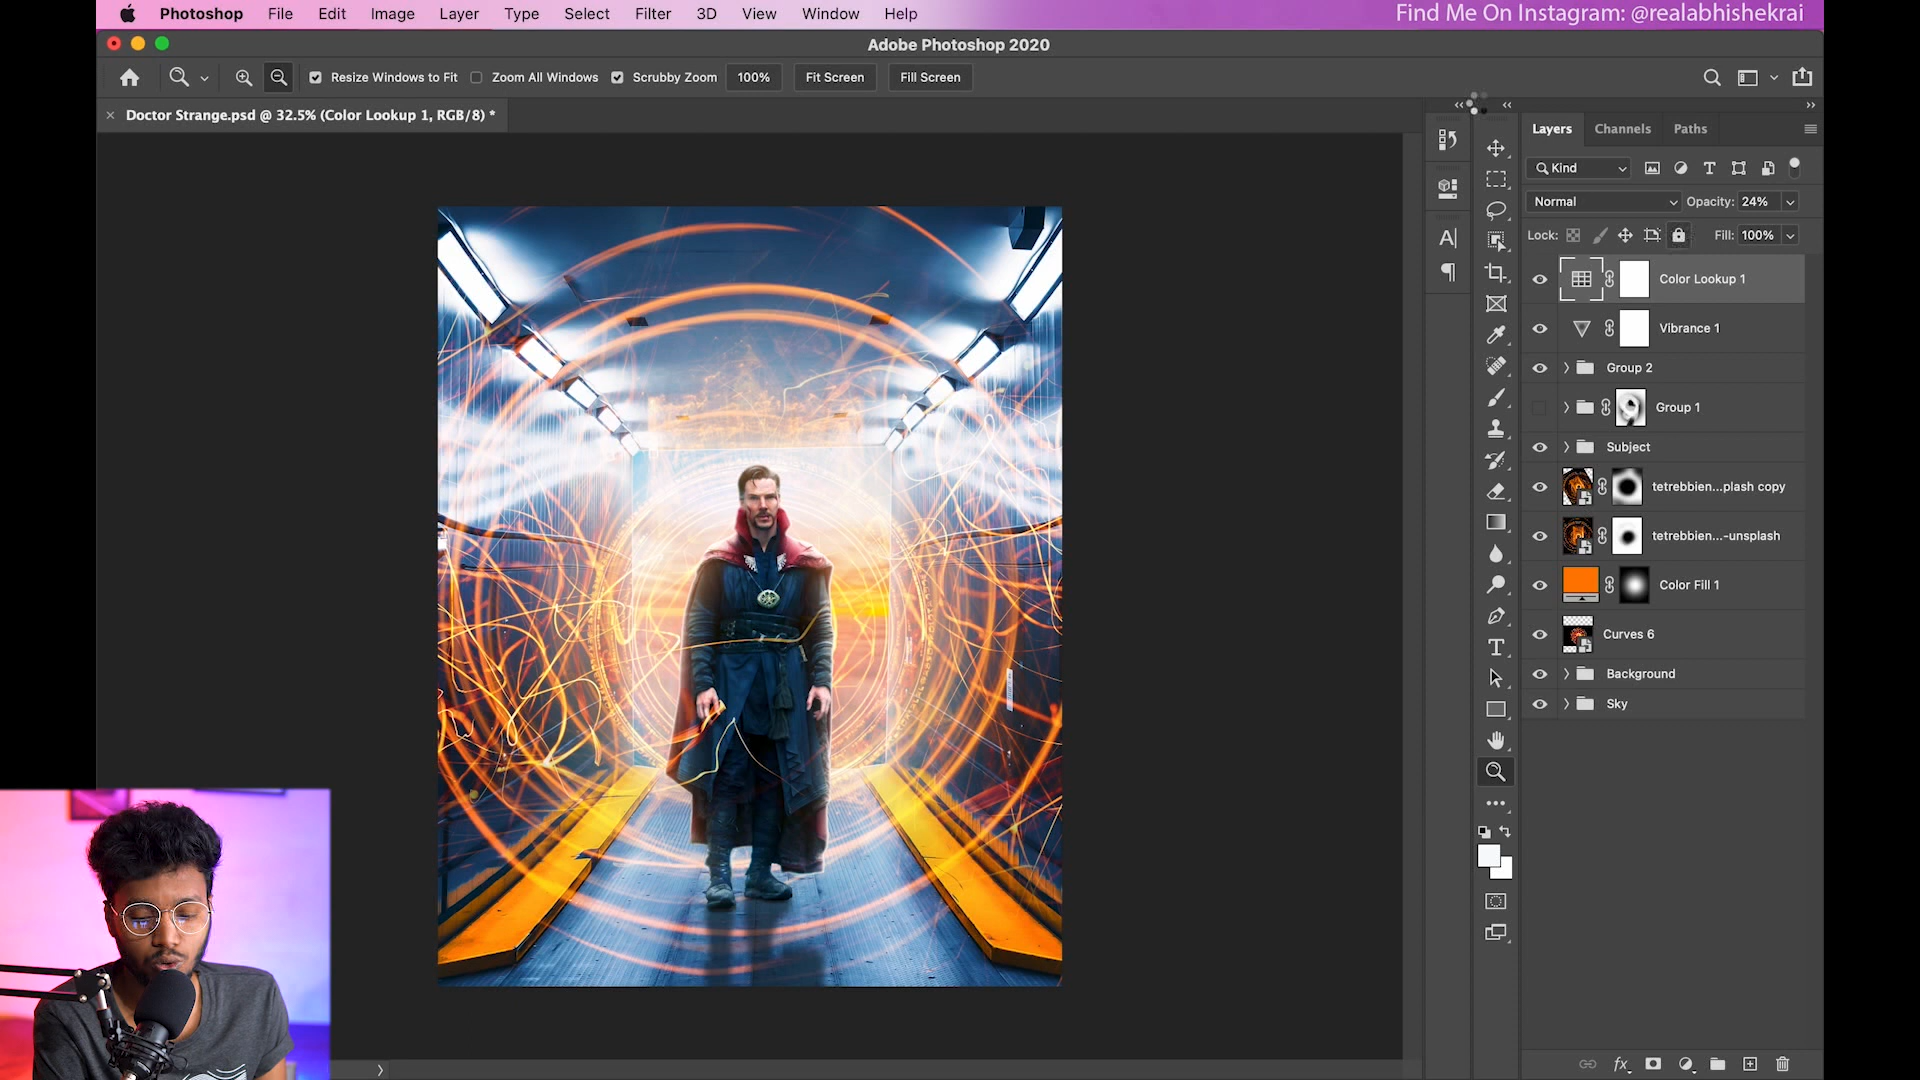 Photoshop File Edit Image Layer Type Select Filter 3D View Window Help
Find Me On Instagram: @realabhishekrai
Adobe Photoshop 2020
Resize Windows to Fit Zoom All Windows Scrubby Zoom 100% Fit Screen Fill Screen
Doctor Strange.psd @ 32.5% (Color Lookup 1, RGB/8) *
Layers Channels Paths
Kind
Normal Opacity: 24%
Lock: Fill: 100%
Color Lookup 1
Vibrance 1
Group 2
Group 1
Subject
tetrebbien...plash copy
tetrebbien...-unsplash
Color Fill 1
Curves 6
Background
Sky